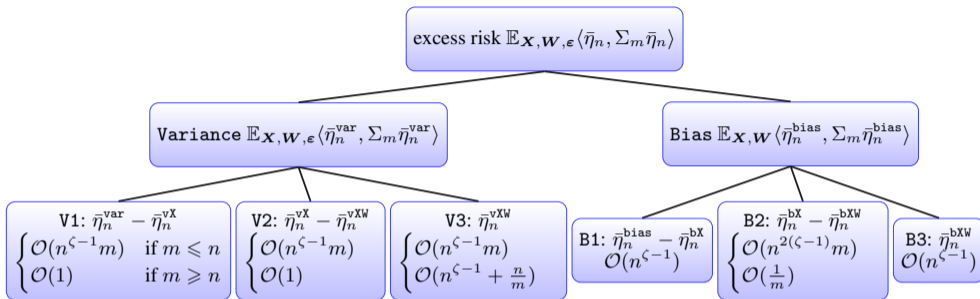 excess risk 𝔼_{X,W,ε}⟨η̄_n, Σ_m η̄_n⟩
Variance 𝔼_{X,W,ε}⟨η̄_n^{var}, Σ_m η̄_n^{var}⟩
Bias 𝔼_{X,W}⟨η̄_n^{bias}, Σ_m η̄_n^{bias}⟩
V1: η̄_n^{var} − η̄_n^{vX}
{ 𝒪(n^{ζ−1}m) if m ⩽ n
𝒪(1) if m ⩾ n
V2: η̄_n^{vX} − η̄_n^{vXW}
{ 𝒪(n^{ζ−1}m)
𝒪(1)
V3: η̄_n^{vXW}
{ 𝒪(n^{ζ−1}m)
𝒪(n^{ζ−1} + n/m)
B1: η̄_n^{bias} − η̄_n^{bX}
𝒪(n^{ζ−1})
B2: η̄_n^{bX} − η̄_n^{bXW}
{ 𝒪(n^{2(ζ−1)}m)
𝒪(1/m)
B3: η̄_n^{bXW}
𝒪(n^{ζ−1})